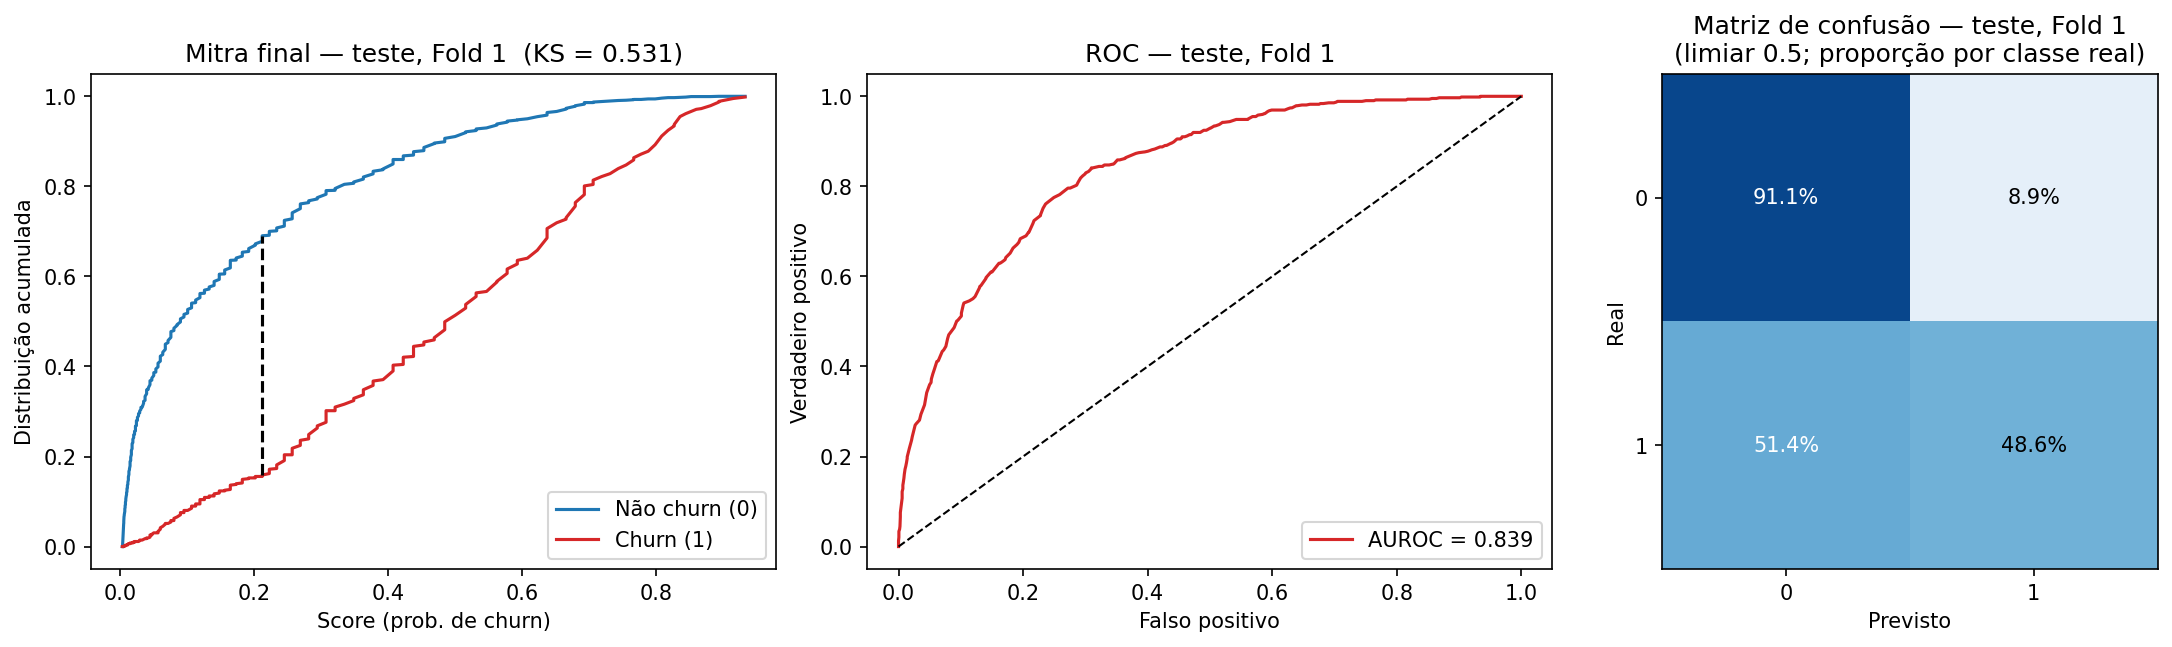 Mitra final — teste, Fold 1  (KS = 0.531)
Distribuição acumulada
1.0
0.8
0.6
0.4
0.2
0.0
0.0
0.2
0.4
0.6
0.8
Score (prob. de churn)
Não churn (0)
Churn (1)
ROC — teste, Fold 1
Verdadeiro positivo
1.0
0.8
0.6
0.4
0.2
0.0
0.0
0.2
0.4
0.6
0.8
1.0
Falso positivo
AUROC = 0.839
Matriz de confusão — teste, Fold 1
(limiar 0.5; proporção por classe real)
Real
0
91.1%
8.9%
1
51.4%
48.6%
0
1
Previsto